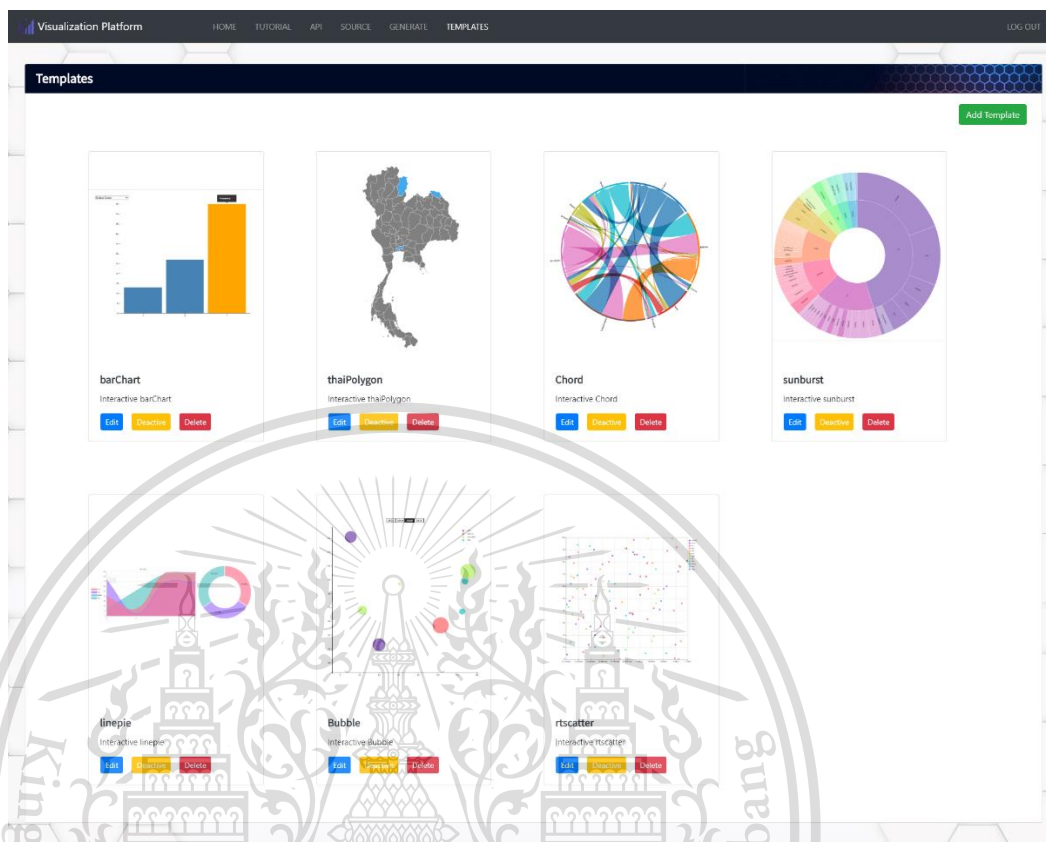 Visualization Platform HOME TUTORIAL API SOURCE GENERATE TEMPLATES LOG OUT
Templates
Add Template
barChart
Interactive barChart
Edit Deactive Delete
thaiPolygon
Interactive thaiPolygon
Edit Deactive Delete
Chord
Interactive Chord
Edit Deactive Delete
sunburst
Interactive sunburst
Edit Deactive Delete
linepie
Interactive linepie
Edit Deactive Delete
Bubble
Interactive Bubble
Edit Deactive Delete
rtscatter
Interactive rtscatter
Edit Deactive Delete
King